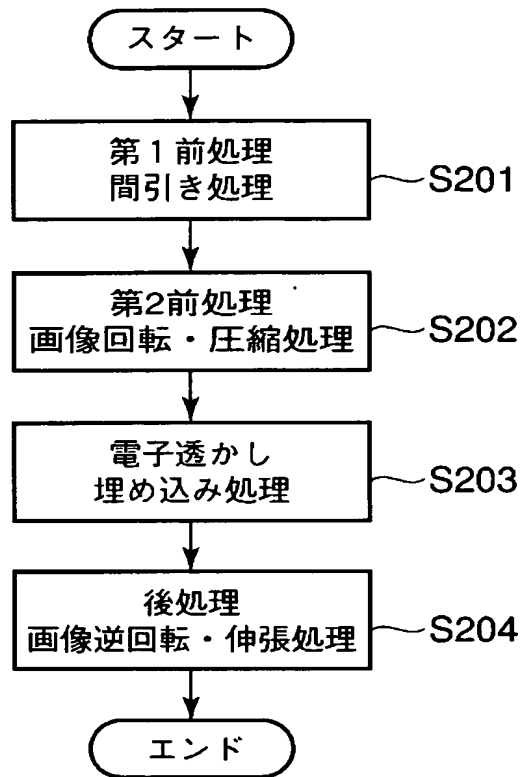 スタート
第1前処理
間引き処理
S201
第2前処理
画像回転・圧縮処理
S202
電子透かし
埋め込み処理
S203
後処理
画像逆回転・伸張処理
S204
エンド